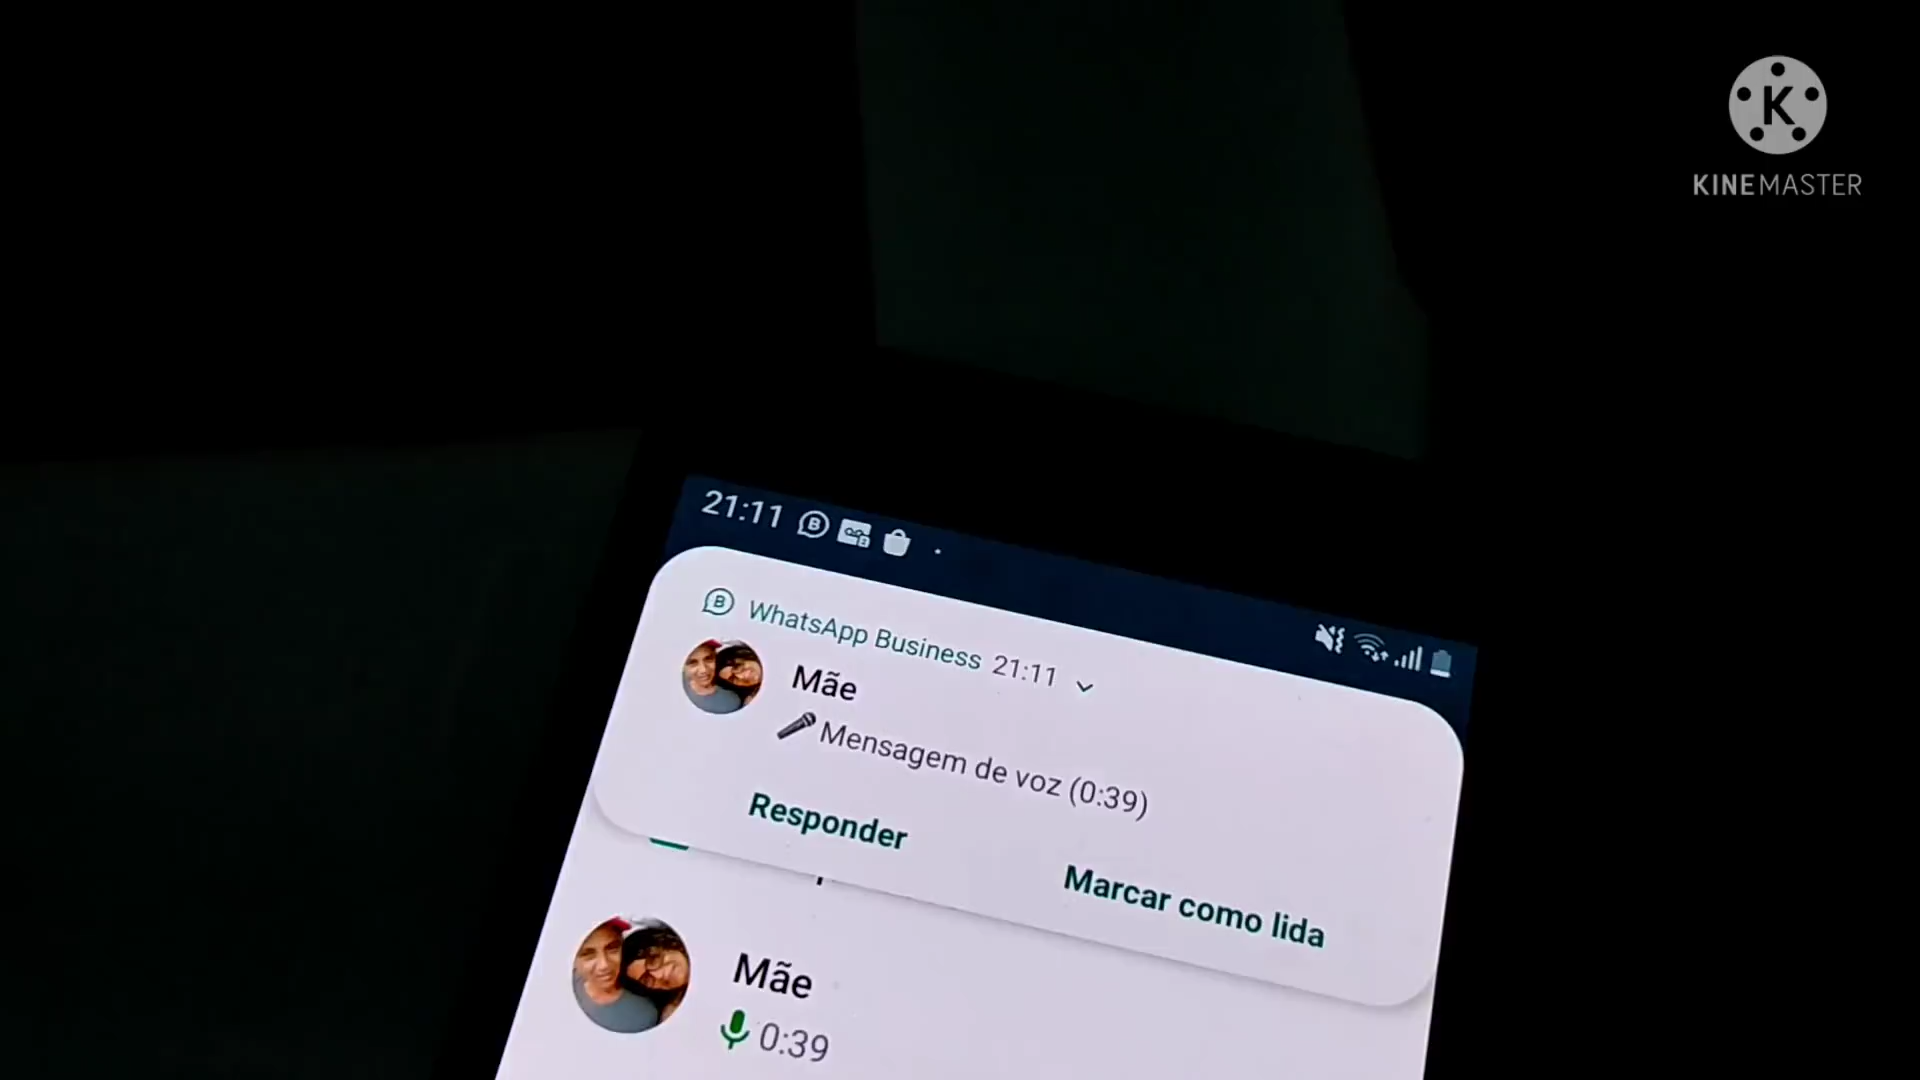 K
KINEMASTER
21:11
WhatsApp Business 21:11
Mãe
Mensagem de voz (0:39)
Responder
Marcar como lida
Mãe
0:39